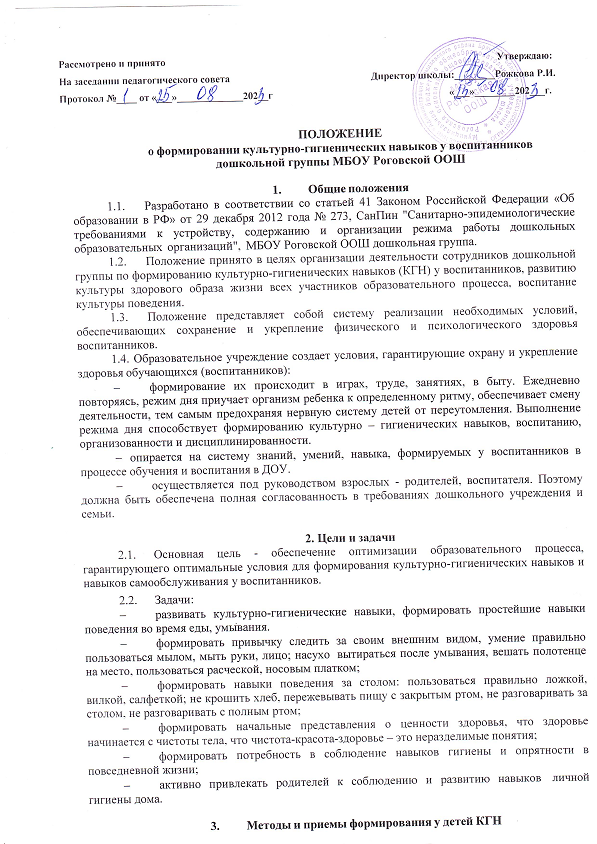 Рассмотрено и принято
На заседании педагогического совета
Протокол № 1 от «25» 08 2023г
Утверждаю:
Директор школы: Рожкова Р.И.
«25» 08 2023г.
ПОЛОЖЕНИЕ
о формировании культурно-гигиенических навыков у воспитанников
дошкольной группы МБОУ Роговской ООШ
1. Общие положения
1.1. Разработано в соответствии со статьей 41 Законом Российской Федерации «Об
образовании в РФ» от 29 декабря 2012 года № 273, СанПин "Санитарно-эпидемиологические
требованиями к устройству, содержанию и организации режима работы дошкольных
образовательных организаций", МБОУ Роговской ООШ дошкольная группа.
1.2. Положение принято в целях организации деятельности сотрудников дошкольной
группы по формированию культурно-гигиенических навыков (КГН) у воспитанников, развитию
культуры здорового образа жизни всех участников образовательного процесса, воспитание
культуры поведения.
1.3. Положение представляет собой систему реализации необходимых условий,
обеспечивающих сохранение и укрепление физического и психологического здоровья
воспитанников.
1.4. Образовательное учреждение создает условия, гарантирующие охрану и укрепление
здоровья обучающихся (воспитанников):
– формирование их происходит в играх, труде, занятиях, в быту. Ежедневно
повторяясь, режим дня приучает организм ребенка к определенному ритму, обеспечивает смену
деятельности, тем самым предохраняя нервную систему детей от переутомления. Выполнение
режима дня способствует формированию культурно – гигиенических навыков, воспитанию,
организованности и дисциплинированности.
– опирается на систему знаний, умений, навыка, формируемых у воспитанников в
процессе обучения и воспитания в ДОУ.
– осуществляется под руководством взрослых - родителей, воспитателя. Поэтому
должна быть обеспечена полная согласованность в требованиях дошкольного учреждения и
семьи.
2. Цели и задачи
2.1. Основная цель - обеспечение оптимизации образовательного процесса,
гарантирующего оптимальные условия для формирования культурно-гигиенических навыков и
навыков самообслуживания у воспитанников.
2.2. Задачи:
– развивать культурно-гигиенические навыки, формировать простейшие навыки
поведения во время еды, умывания.
– формировать привычку следить за своим внешним видом, умение правильно
пользоваться мылом, мыть руки, лицо; насухо вытираться после умывания, вешать полотенце
на место, пользоваться расческой, носовым платком;
– формировать навыки поведения за столом: пользоваться правильно ложкой,
вилкой, салфеткой; не крошить хлеб, пережевывать пищу с закрытым ртом, не разговаривать за
столом, не разговаривать с полным ртом;
– формировать начальные представления о ценности здоровья, что здоровье
начинается с чистоты тела, что чистота-красота-здоровье – это неразделимые понятия;
– формировать потребность в соблюдение навыков гигиены и опрятности в
повседневной жизни;
– активно привлекать родителей к соблюдению и развитию навыков личной
гигиены дома.
3. Методы и приемы формирования у детей КГН